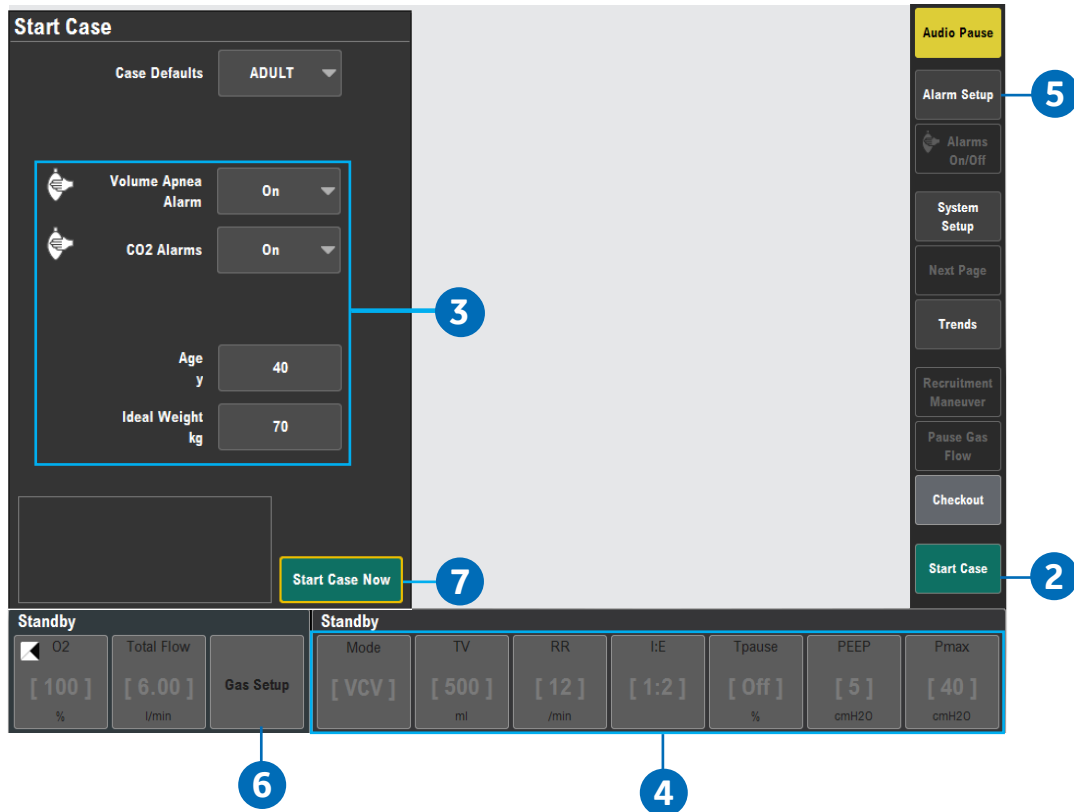 Start Case
Case Defaults
ADULT
Volume Apnea
Alarm
On
CO2 Alarms
On
3
Age
y
40
Ideal Weight
kg
70
Start Case Now
7
Audio Pause
Alarm Setup
5
Alarms
On/Off
System
Setup
Next Page
Trends
Recruitment
Maneuver
Pause Gas
Flow
Checkout
Start Case
2
Standby
O2
[ 100 ]
%
Total Flow
[ 6.00 ]
l/min
Gas Setup
6
Standby
Mode
[ VCV ]
TV
[ 500 ]
ml
RR
[ 12 ]
/min
I:E
[ 1:2 ]
Tpause
[ Off ]
%
PEEP
[ 5 ]
cmH2O
Pmax
[ 40 ]
cmH2O
4